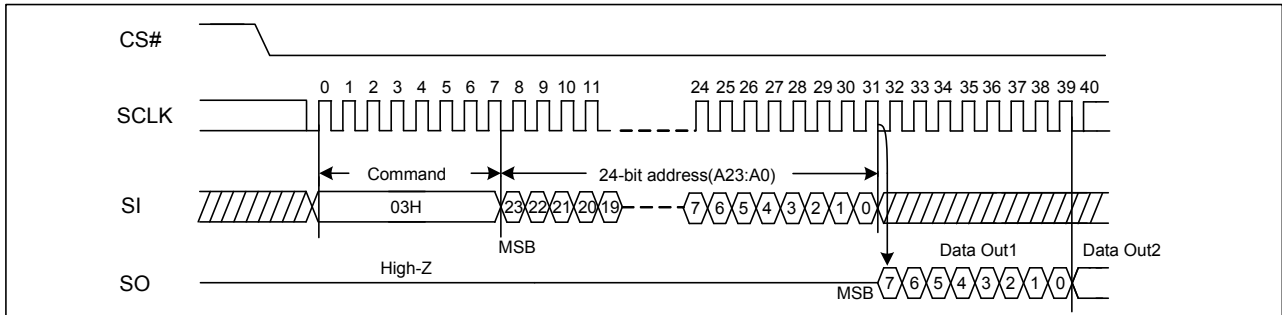 CS#
0 1 2 3 4 5 6 7 8 9 10 11 24 25 26 27 28 29 30 31 32 33 34 35 36 37 38 39 40
SCLK
Command 24-bit address(A23:A0)
SI 03H 23 22 21 20 19 7 6 5 4 3 2 1 0
MSB Data Out1 Data Out2
High-Z
SO MSB 7 6 5 4 3 2 1 0